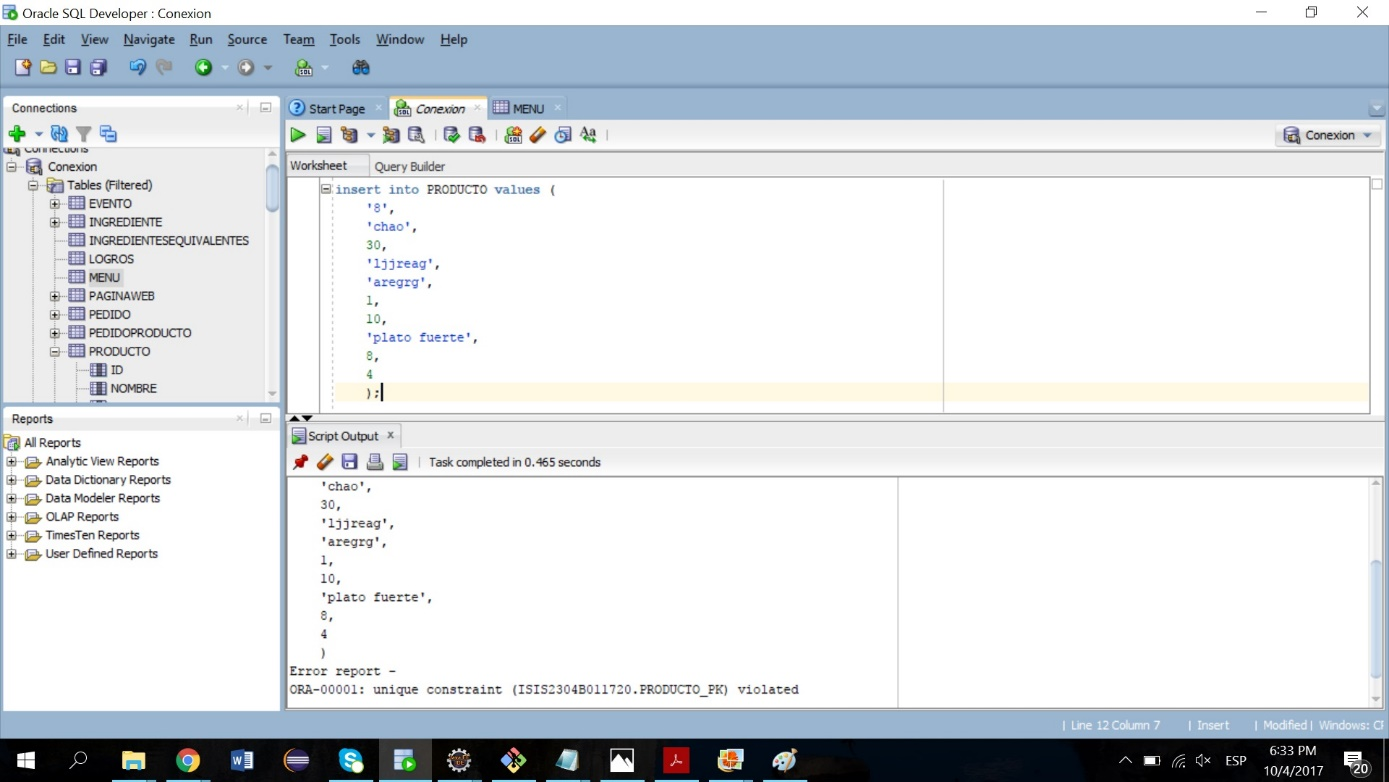 Oracle SQL Developer : Conexion
File Edit View Navigate Run Source Team Tools Window Help
Connections
Start Page
Conexion
MENU
Conexion
Connections
Conexion
Tables (Filtered)
EVENTO
INGREDIENTE
INGREDIENTESEQUIVALENTES
LOGROS
MENU
PAGINAWEB
PEDIDO
PEDIDOPRODUCTO
PRODUCTO
ID
NOMBRE
Worksheet Query Builder
insert into PRODUCTO values (
'8',
'chao',
30,
'ljjreag',
'aregrg',
1,
10,
'plato fuerte',
8,
4
);
Reports
All Reports
Analytic View Reports
Data Dictionary Reports
Data Modeler Reports
OLAP Reports
TimesTen Reports
User Defined Reports
Script Output
Task completed in 0.465 seconds
'chao',
30,
'ljjreag',
'aregrg',
1,
10,
'plato fuerte',
8,
4
)
Error report -
ORA-00001: unique constraint (ISIS2304B011720.PRODUCTO_PK) violated
| Line 12 Column 7 | Insert | Modified | Windows: CF
ESP
6:33 PM
10/4/2017
20